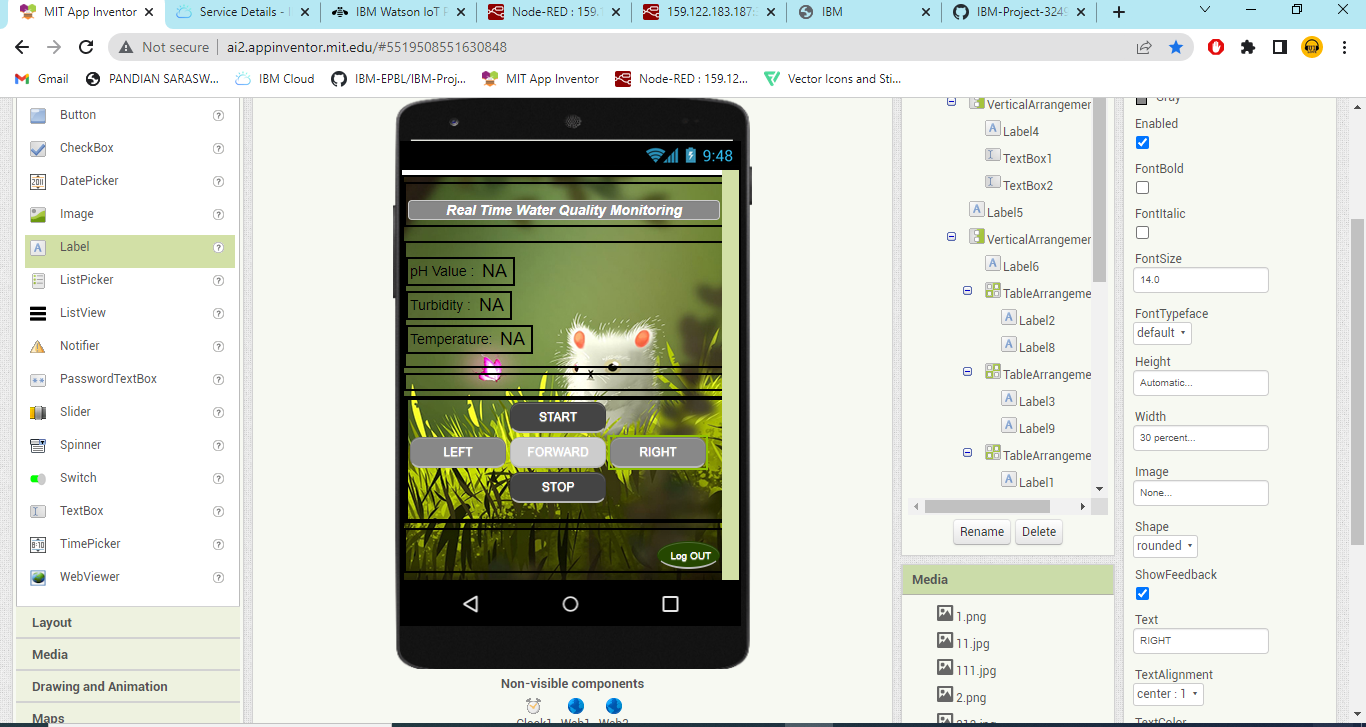 MIT App Inventor
Service Details -
IBM Watson IoT P
Node-RED : 159.1
159.122.183.187:
IBM
IBM-Project-3249
Not secure
ai2.appinventor.mit.edu/#5519508551630848
Gmail
PANDIAN SARASW...
IBM Cloud
IBM-EPBL/IBM-Proj...
MIT App Inventor
Node-RED : 159.12...
Vector Icons and Sti...
Button
CheckBox
DatePicker
Image
Label
ListPicker
ListView
Notifier
PasswordTextBox
Slider
Spinner
Switch
TextBox
TimePicker
WebViewer
Layout
Media
Drawing and Animation
Maps
9:48
Real Time Water Quality Monitoring
pH Value : NA
Turbidity : NA
Temperature: NA
x
START
LEFT FORWARD RIGHT
STOP
Log OUT
Non-visible components
Clock1 Web1 Web2
VerticalArrangeme
Label4
TextBox1
TextBox2
Label5
VerticalArrangeme
Label6
TableArrangeme
Label2
Label8
TableArrangeme
Label3
Label9
TableArrangeme
Label1
Rename Delete
Media
1.png
11.jpg
111.jpg
2.png
Gray
Enabled
FontBold
FontItalic
FontSize
14.0
FontTypeface
default
Height
Automatic...
Width
30 percent...
Image
None...
Shape
rounded
ShowFeedback
Text
RIGHT
TextAlignment
center : 1
TextColor